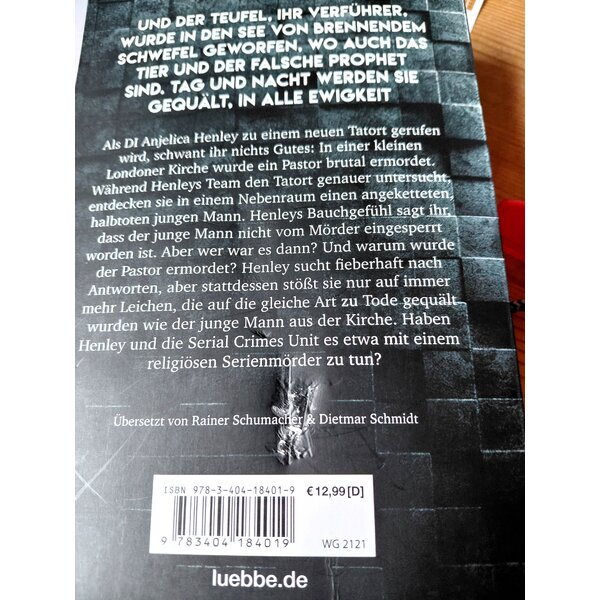 UND DER TEUFEL, IHR VERFÜHRER,
WURDE IN DEN SEE VON BRENNENDEM
SCHWEFEL GEWORFEN, WO AUCH DAS
TIER UND DER FALSCHE PROPHET
SIND. TAG UND NACHT WERDEN SIE
GEQUÄLT, IN ALLE EWIGKEIT
Als DI Anjelica Henley zu einem neuen Tatort gerufen
wird, schwant ihr nichts Gutes: In einer kleinen
Londoner Kirche wurde ein Pastor brutal ermordet.
Während Henleys Team den Tatort genauer untersucht,
entdecken sie in einem Nebenraum einen angeketteten,
halbtoten jungen Mann. Henleys Bauchgefühl sagt ihr,
dass der junge Mann nicht vom Mörder eingesperrt
worden ist. Aber wer war es dann? Und warum wurde
der Pastor ermordet? Henley sucht fieberhaft nach
Antworten, aber stattdessen stößt sie nur auf immer
mehr Leichen, die auf die gleiche Art zu Tode gequält
wurden wie der junge Mann aus der Kirche. Haben
Henley und die Serial Crimes Unit es etwa mit einem
religiösen Serienmörder zu tun?
Übersetzt von Rainer Schumacher & Dietmar Schmidt
ISBN 978-3-404-18401-9
€ 12,99 [D]
9 783404 184019
WG 2121
luebbe.de